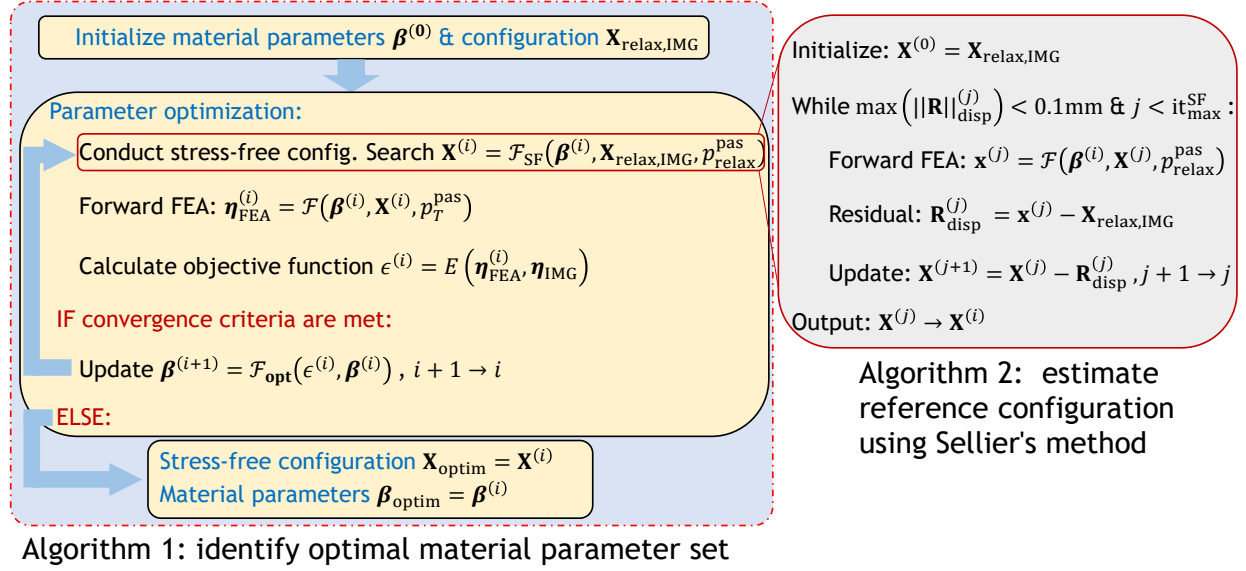 Initialize material parameters 𝜷⁽⁰⁾ & configuration 𝐗_relax,IMG
Parameter optimization:
Conduct stress-free config. Search 𝐗⁽ⁱ⁾ = ℱ_SF(𝜷⁽ⁱ⁾, 𝐗_relax,IMG, p_relax^pas)
Forward FEA: 𝜼_FEA^(i) = ℱ(𝜷⁽ⁱ⁾, 𝐗⁽ⁱ⁾, p_T^pas)
Calculate objective function ϵ⁽ⁱ⁾ = E(𝜼_FEA^(i), 𝜼_IMG)
IF convergence criteria are met:
Update 𝜷⁽ⁱ⁺¹⁾ = ℱ_opt(ϵ⁽ⁱ⁾, 𝜷⁽ⁱ⁾) , i + 1 → i
ELSE:
Stress-free configuration 𝐗_optim = 𝐗⁽ⁱ⁾
Material parameters 𝜷_optim = 𝜷⁽ⁱ⁾
Algorithm 1: identify optimal material parameter set
Initialize: 𝐗⁽⁰⁾ = 𝐗_relax,IMG
While max(||𝐑||_disp^(j)) < 0.1mm & j < it_max^SF :
Forward FEA: 𝐱⁽ʲ⁾ = ℱ(𝜷⁽ⁱ⁾, 𝐗⁽ʲ⁾, p_relax^pas)
Residual: 𝐑_disp^(j) = 𝐱⁽ʲ⁾ − 𝐗_relax,IMG
Update: 𝐗⁽ʲ⁺¹⁾ = 𝐗⁽ʲ⁾ − 𝐑_disp^(j) , j + 1 → j
Output: 𝐗⁽ʲ⁾ → 𝐗⁽ⁱ⁾
Algorithm 2: estimate
reference configuration
using Sellier's method